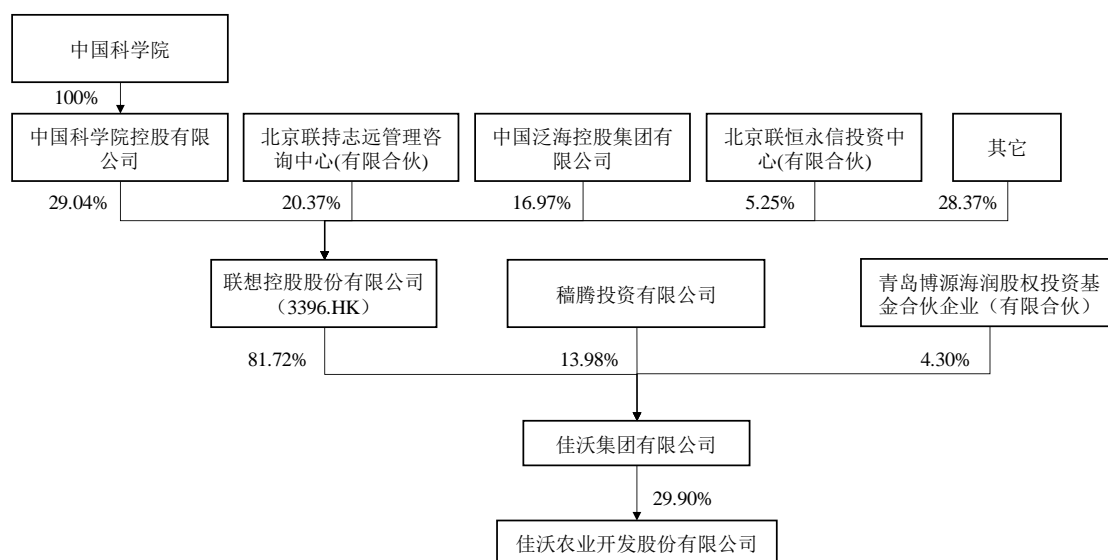 中国科学院
100%
中国科学院控股有限
公司
北京联持志远管理咨
询中心(有限合伙)
中国泛海控股集团有
限公司
北京联恒永信投资中
心(有限合伙)
其它
29.04%
20.37%
16.97%
5.25%
28.37%
联想控股股份有限公司
（3396.HK）
穑腾投资有限公司
青岛博源海润股权投资基
金合伙企业（有限合伙）
81.72%
13.98%
4.30%
佳沃集团有限公司
29.90%
佳沃农业开发股份有限公司